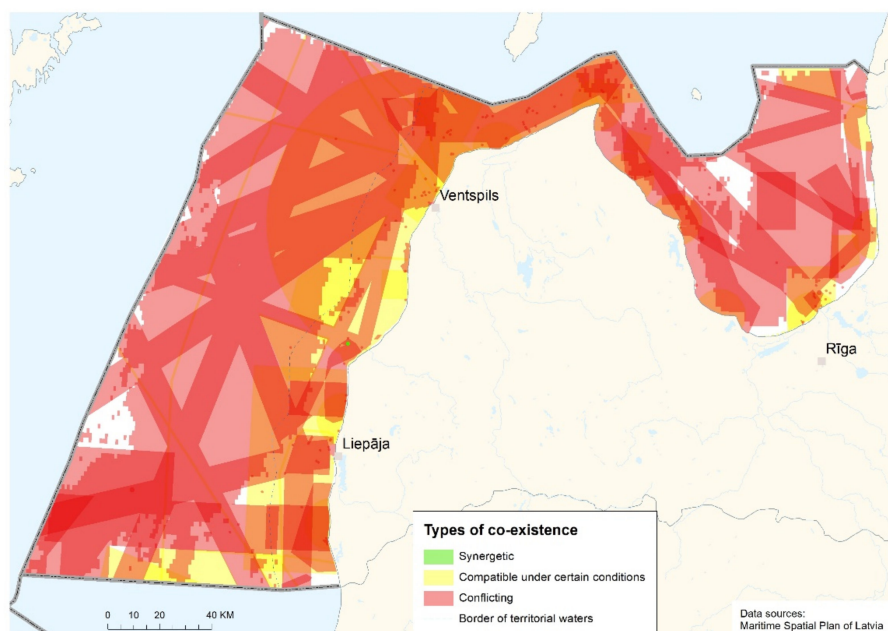 Ventspils
Rīga
Liepāja
Types of co-existence
Synergetic
Compatible under certain conditions
Conflicting
Border of territorial waters
0 10 20 40 KM
Data sources:
Maritime Spatial Plan of Latvia